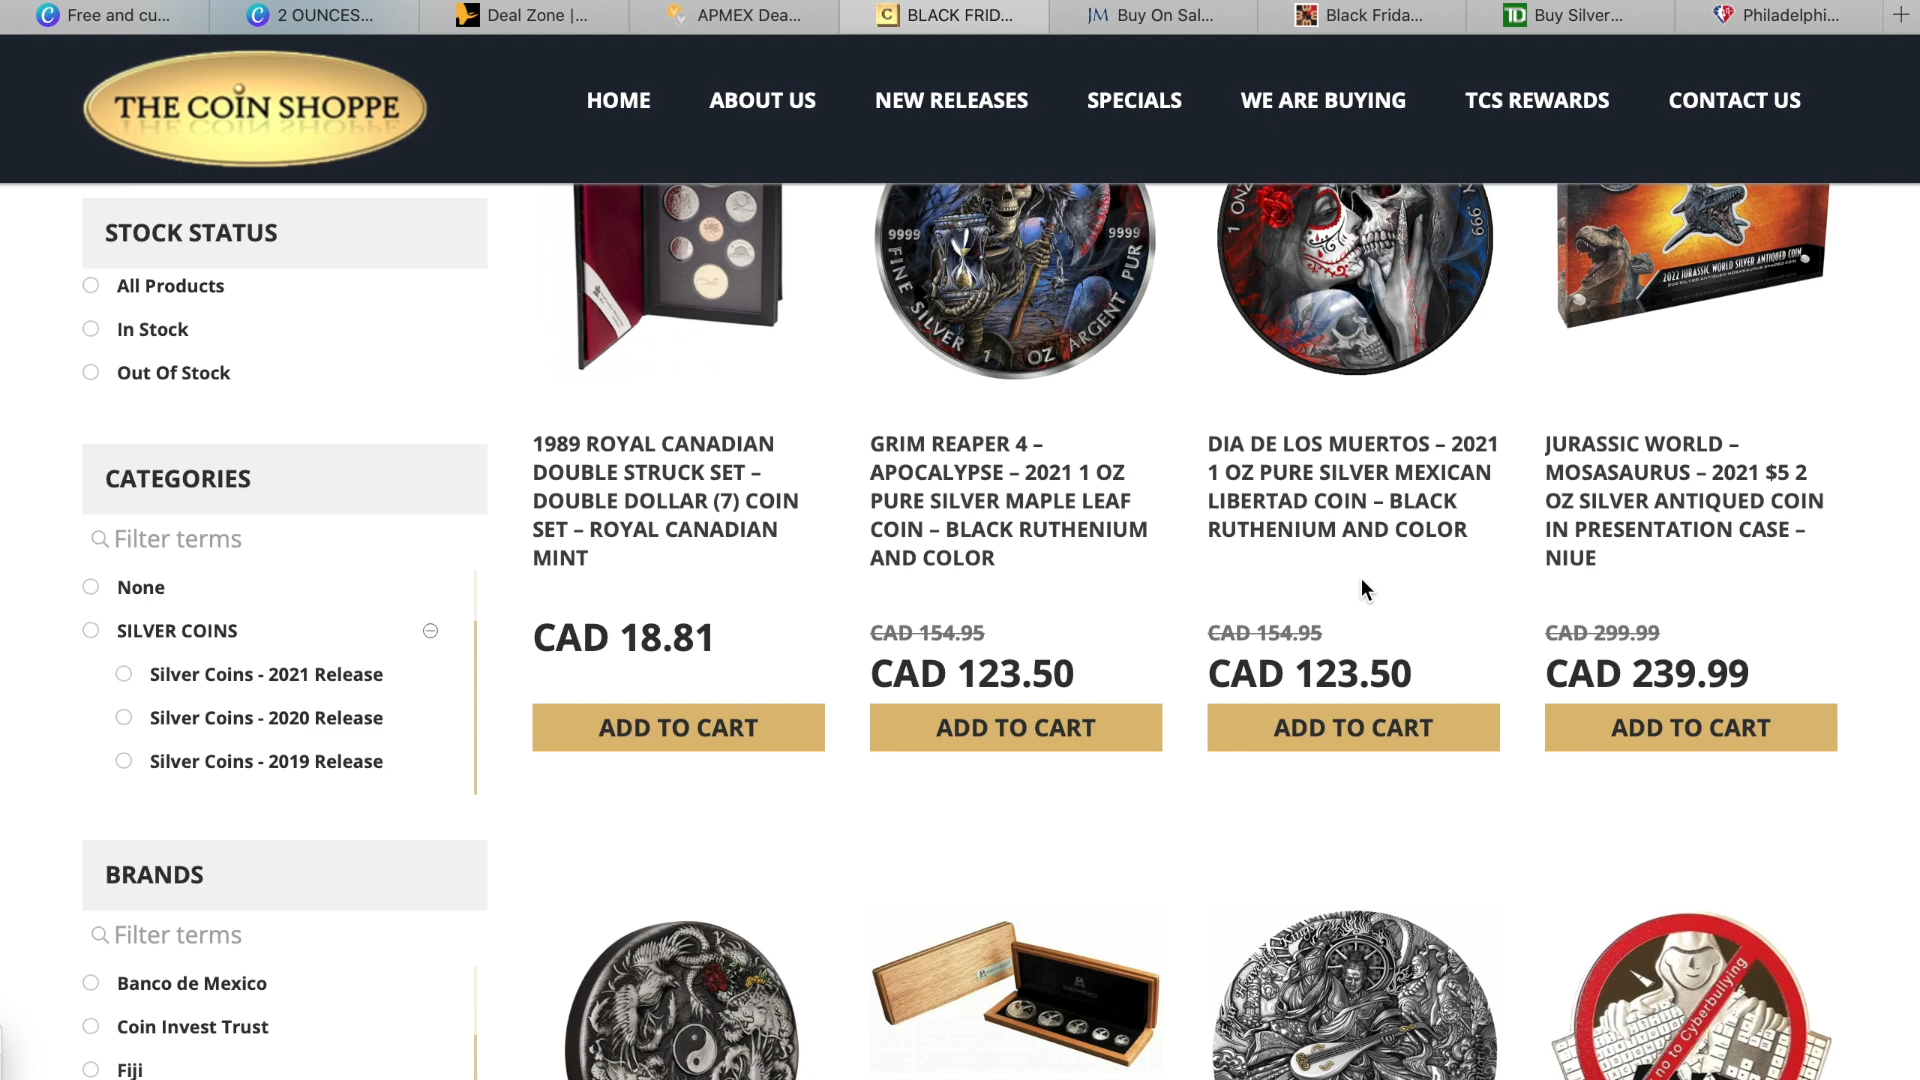 Free and cu...
2 OUNCES...
Deal Zone |...
APMEX Dea...
BLACK FRID...
JM Buy On Sal...
Black Frida...
TD Buy Silver...
Philadelphi...
THE COIN SHOPPE
HOME
ABOUT US
NEW RELEASES
SPECIALS
WE ARE BUYING
TCS REWARDS
CONTACT US
STOCK STATUS
All Products
In Stock
Out Of Stock
CATEGORIES
Filter terms
None
SILVER COINS
Silver Coins - 2021 Release
Silver Coins - 2020 Release
Silver Coins - 2019 Release
BRANDS
Filter terms
Banco de Mexico
Coin Invest Trust
Fiji
1989 ROYAL CANADIAN
DOUBLE STRUCK SET –
DOUBLE DOLLAR (7) COIN
SET – ROYAL CANADIAN
MINT
CAD 18.81
ADD TO CART
9999 9999
FINE SILVER 1 OZ ARGENT PUR
GRIM REAPER 4 –
APOCALYPSE – 2021 1 OZ
PURE SILVER MAPLE LEAF
COIN – BLACK RUTHENIUM
AND COLOR
CAD 154.95
CAD 123.50
ADD TO CART
DIA DE LOS MUERTOS – 2021
1 OZ PURE SILVER MEXICAN
LIBERTAD COIN – BLACK
RUTHENIUM AND COLOR
CAD 154.95
CAD 123.50
ADD TO CART
2022 JURASSIC WORLD SILVER ANTIQUED COIN
JURASSIC WORLD –
MOSASAURUS – 2021 $5 2
OZ SILVER ANTIQUED COIN
IN PRESENTATION CASE –
NIUE
CAD 299.99
CAD 239.99
ADD TO CART
no to Cyberbullying